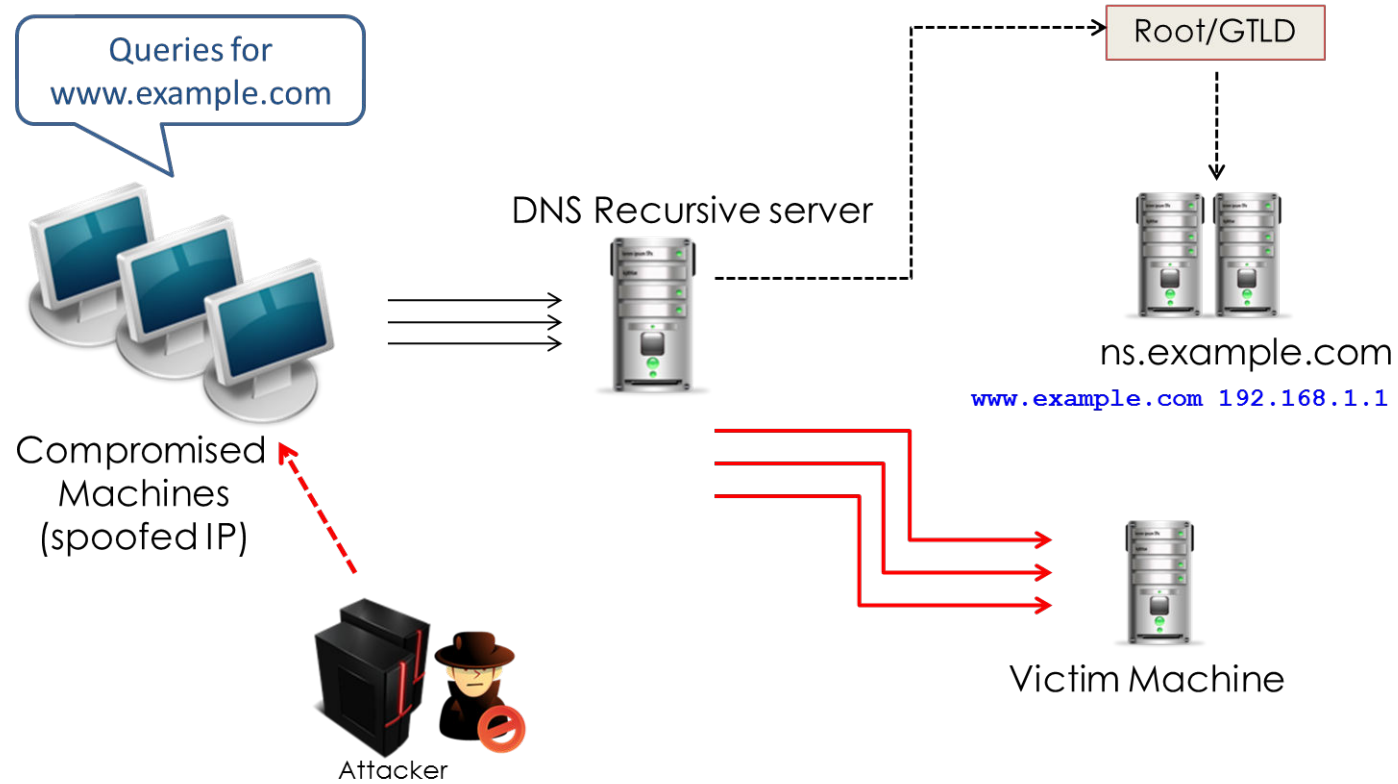 Queries for
www.example.com
Root/GTLD
DNS Recursive server
ns.example.com
www.example.com 192.168.1.1
Compromised
Machines
(spoofed IP)
Victim Machine
Attacker